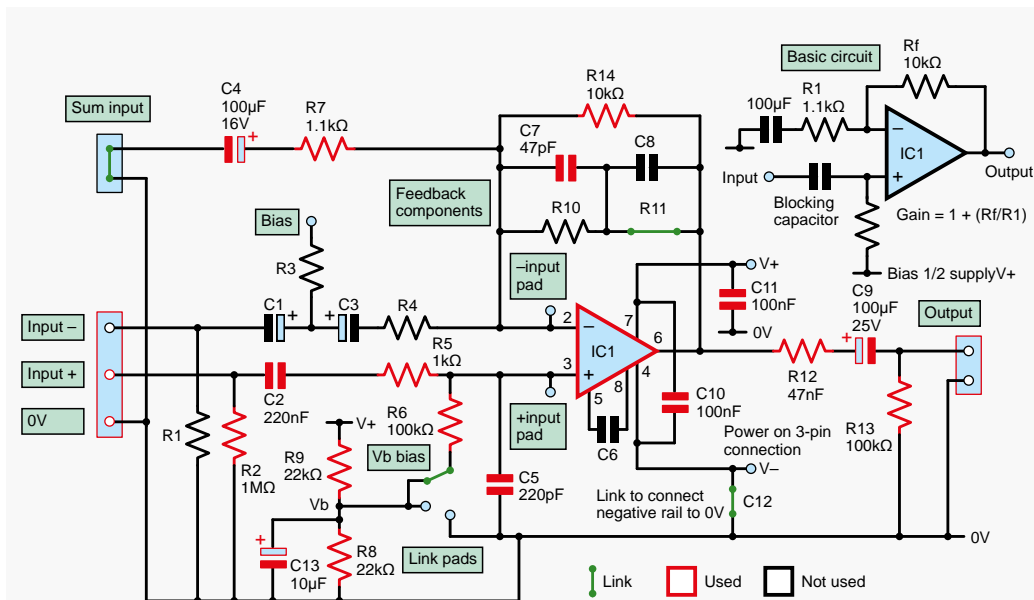 Sum input
C4
100µF
16V
+
R7
1.1kΩ
R14
10kΩ
C7
47pF
C8
Feedback
components
R10
R11
Basic circuit
Rf
10kΩ
100µF
R1
1.1kΩ
–
IC1
+
Input
Output
Blocking
capacitor
Gain = 1 + (Rf/R1)
Bias 1/2 supplyV+
Bias
R3
C1
+
+
C3
R4
–input
pad
Input –
Input +
0V
R5
1kΩ
C2
220nF
R6
100kΩ
2
–
3
+
IC1
7
6
4
8
5
C6
V+
C11
100nF
0V
C10
100nF
C9
100µF
25V
+
Output
R12
47nF
R13
100kΩ
+input
pad
R1
R2
1MΩ
V+
R9
22kΩ
Vb bias
Vb
C5
220pF
Power on 3-pin
connection
V–
Link to connect
negative rail to 0V
C12
0V
+
C13
10µF
R8
22kΩ
Link pads
Link
Used
Not used